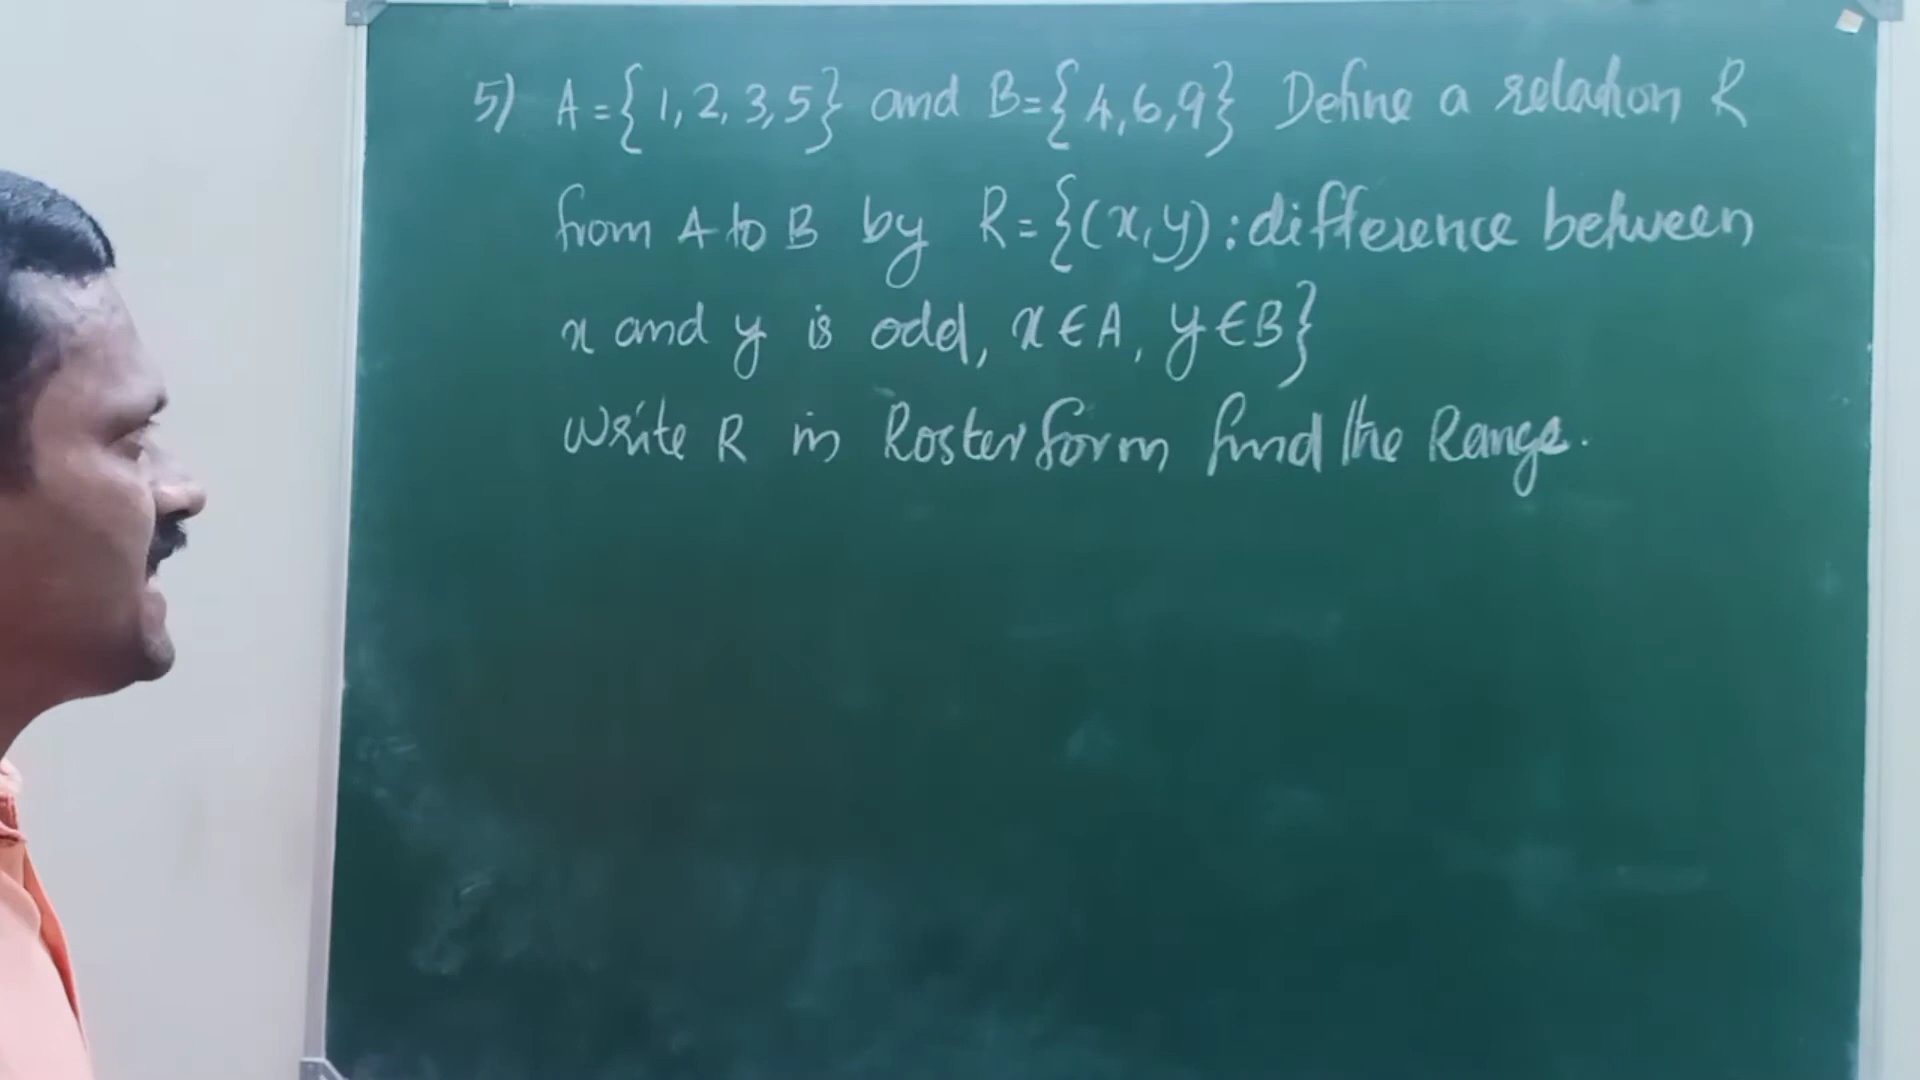 5) A = {1, 2, 3, 5} and B = {4, 6, 9} Define a relation R
from A to B by R = {(x, y) : difference between
x and y is odd, x ∈ A, y ∈ B}
Write R in Roster form find the Range.